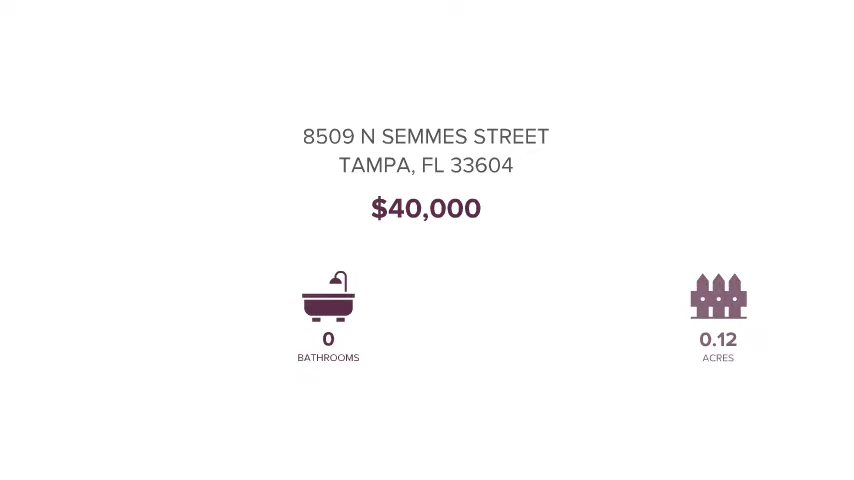 8509 N SEMMES STREET
TAMPA, FL 33604
$40,000
0
BATHROOMS
0.12
ACRES